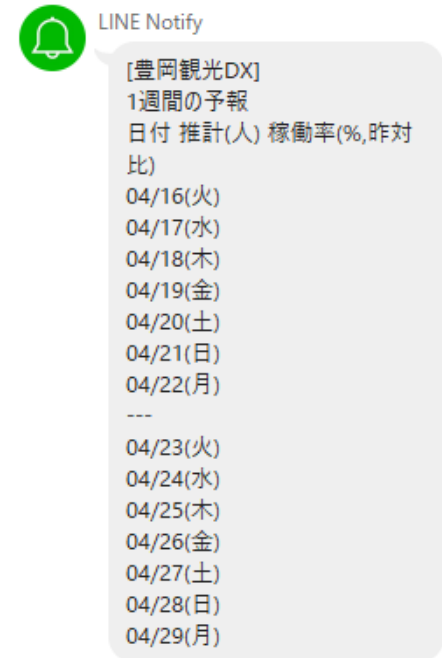 LINE Notify
[豊岡観光DX]
1週間の予報
日付 推計(人) 稼働率(%,昨対
比)
04/16(火)
04/17(水)
04/18(木)
04/19(金)
04/20(土)
04/21(日)
04/22(月)
---
04/23(火)
04/24(水)
04/25(木)
04/26(金)
04/27(土)
04/28(日)
04/29(月)